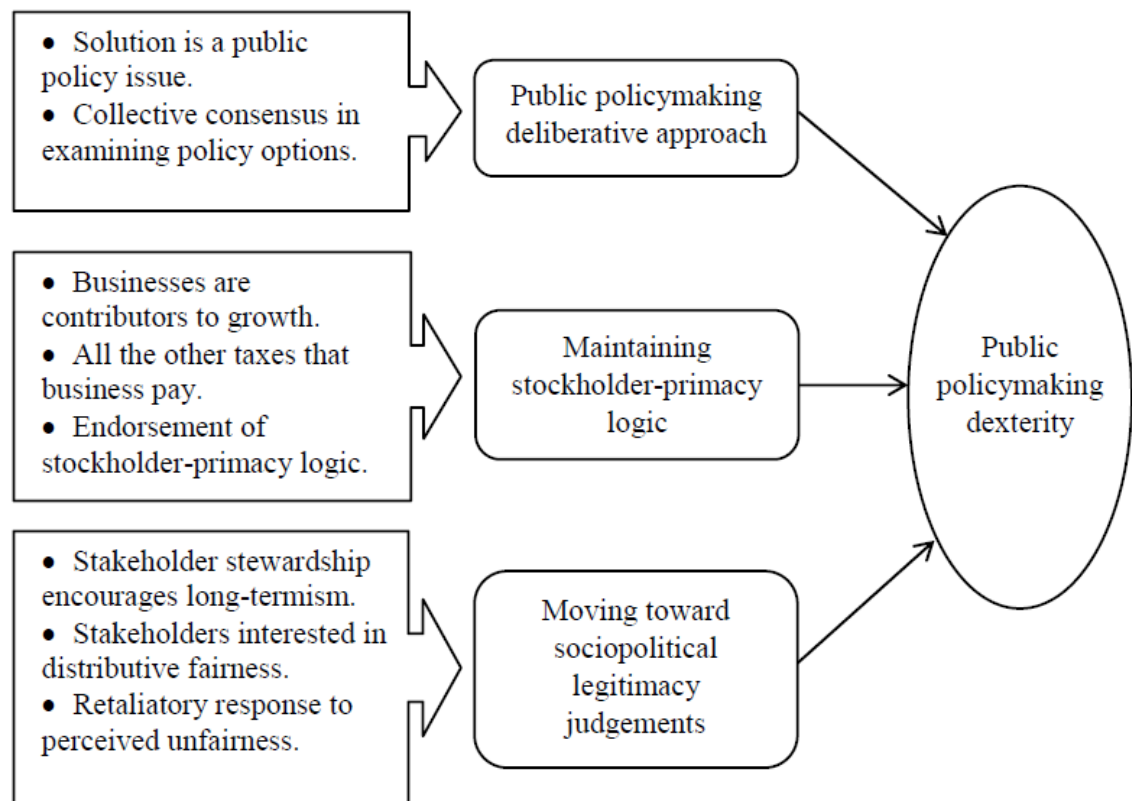 • Solution is a public
policy issue.
• Collective consensus in
examining policy options.
Public policymaking
deliberative approach
• Businesses are
contributors to growth.
• All the other taxes that
business pay.
• Endorsement of
stockholder-primacy logic.
Maintaining
stockholder-primacy
logic
Public
policymaking
dexterity
• Stakeholder stewardship
encourages long-termism.
• Stakeholders interested in
distributive fairness.
• Retaliatory response to
perceived unfairness.
Moving toward
sociopolitical
legitimacy
judgements